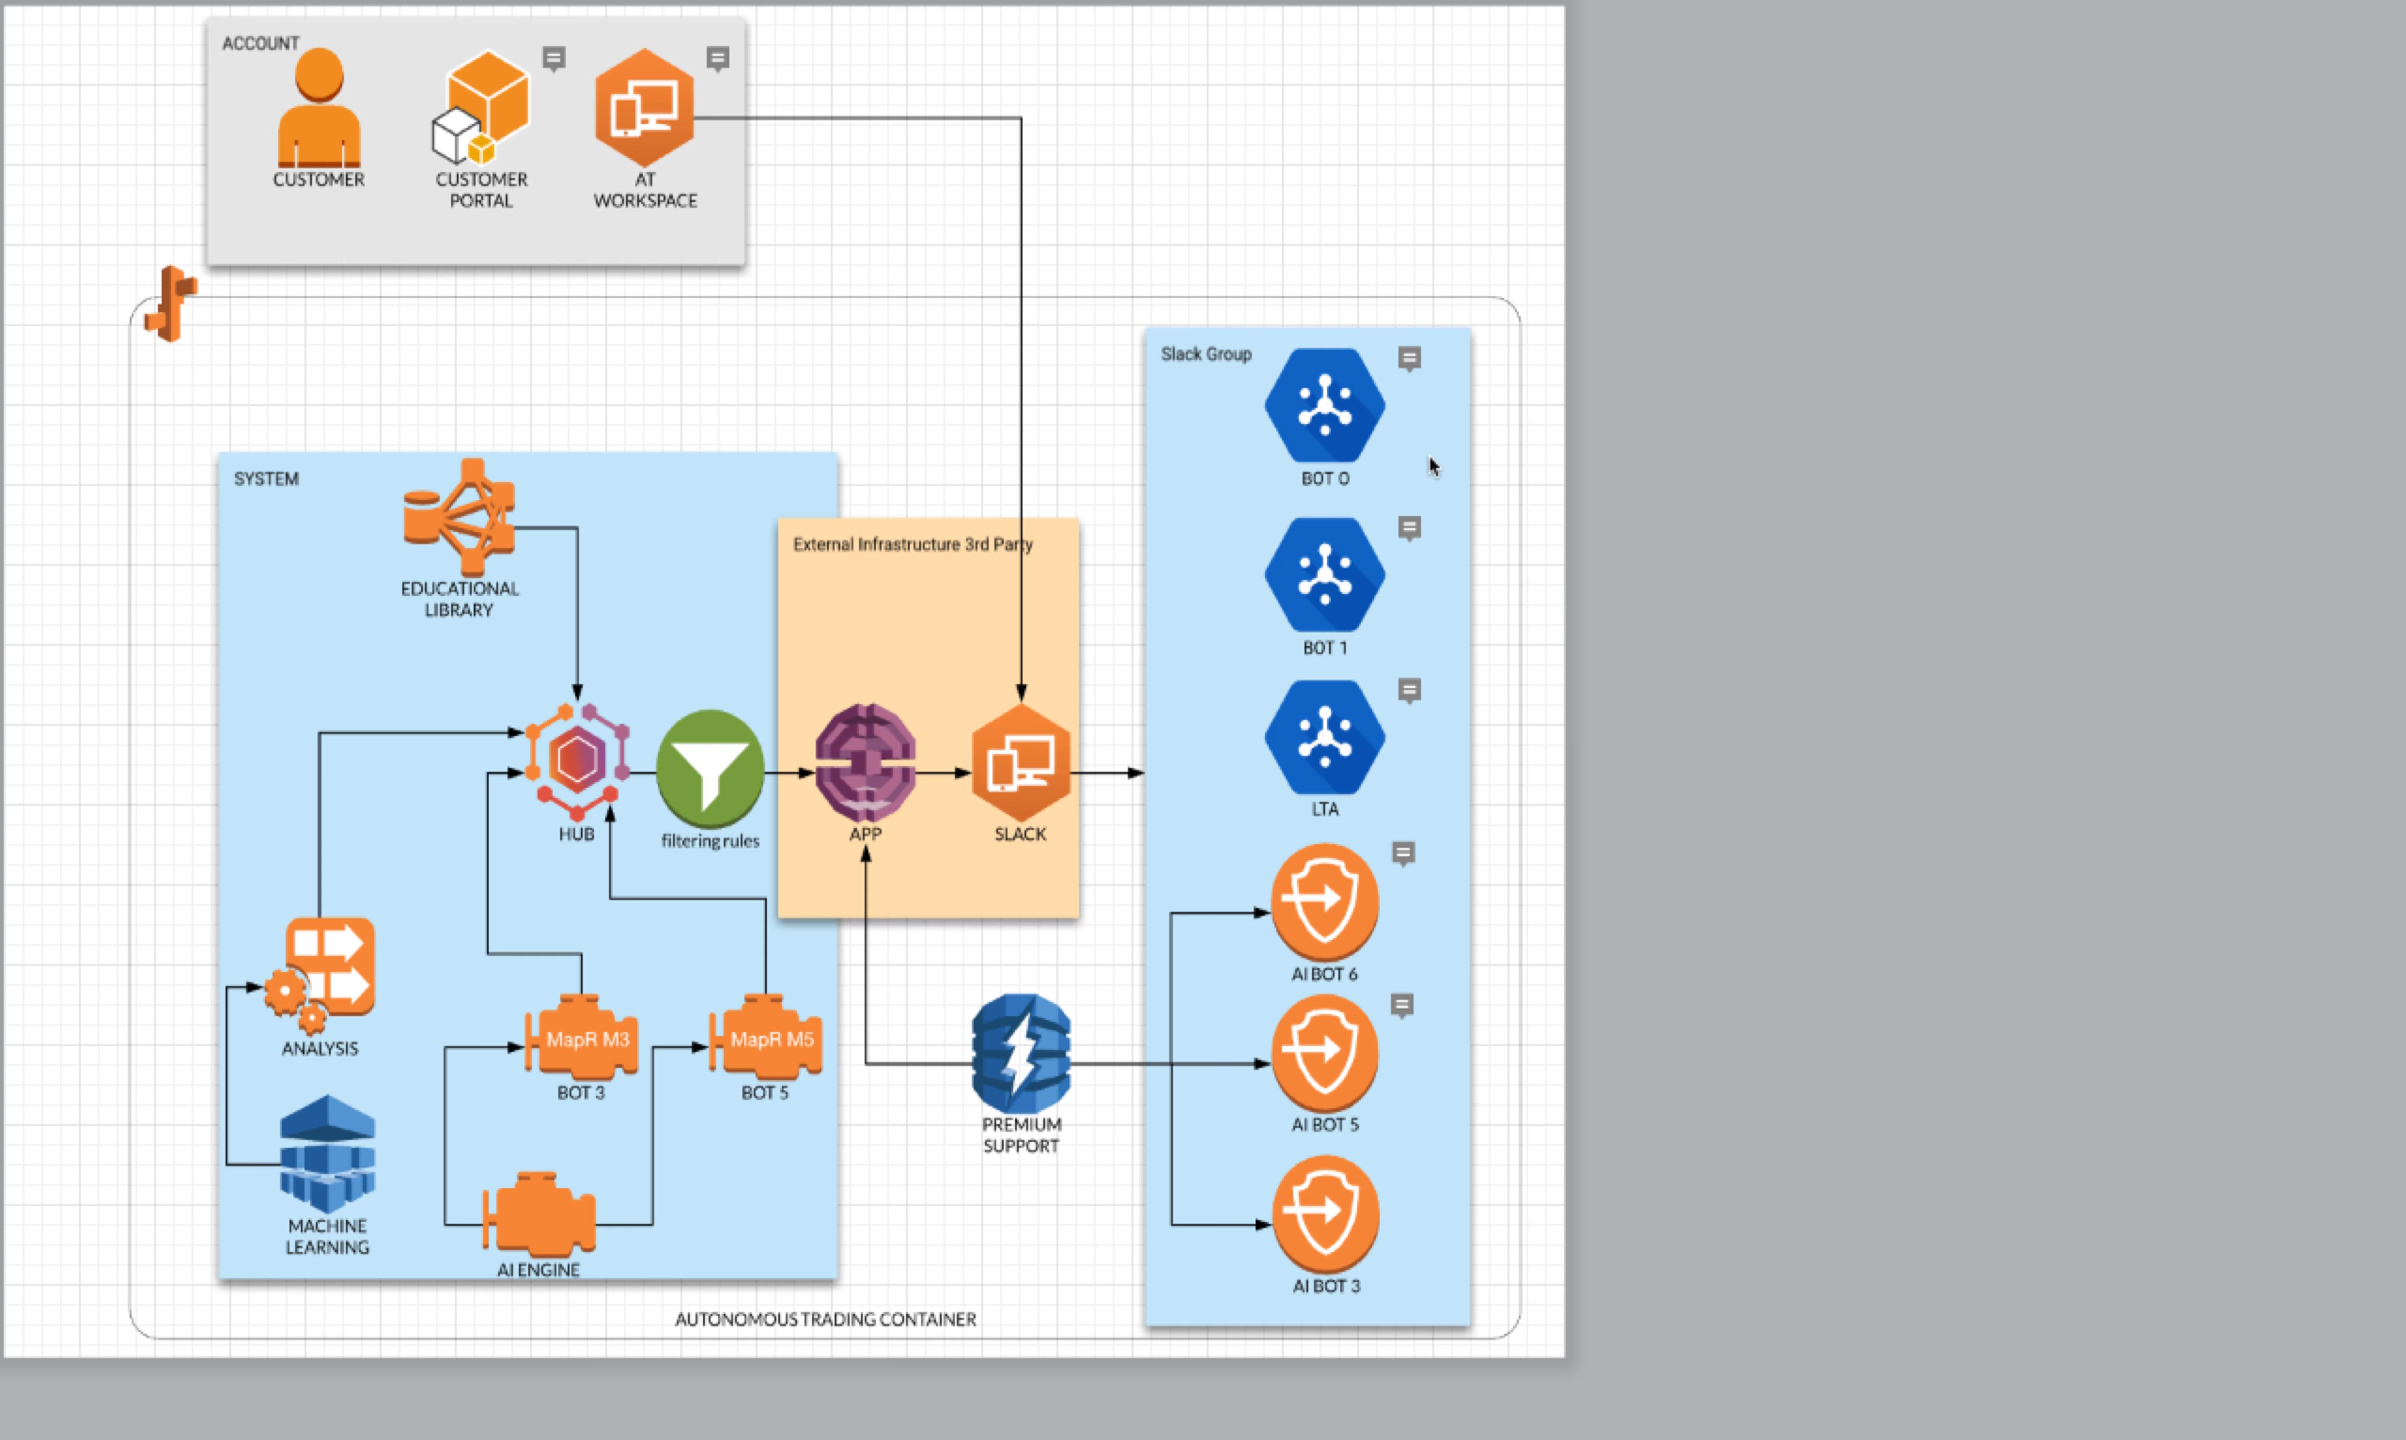 ACCOUNT
CUSTOMER
CUSTOMER
PORTAL
AT
WORKSPACE
Slack Group
BOT 0
BOT 1
LTA
AI BOT 6
AI BOT 5
AI BOT 3
SYSTEM
EDUCATIONAL
LIBRARY
External Infrastructure 3rd Party
HUB
filtering rules
APP
SLACK
ANALYSIS
MapR M3
BOT 3
MapR M5
BOT 5
MACHINE
LEARNING
AI ENGINE
PREMIUM
SUPPORT
AUTONOMOUS TRADING CONTAINER